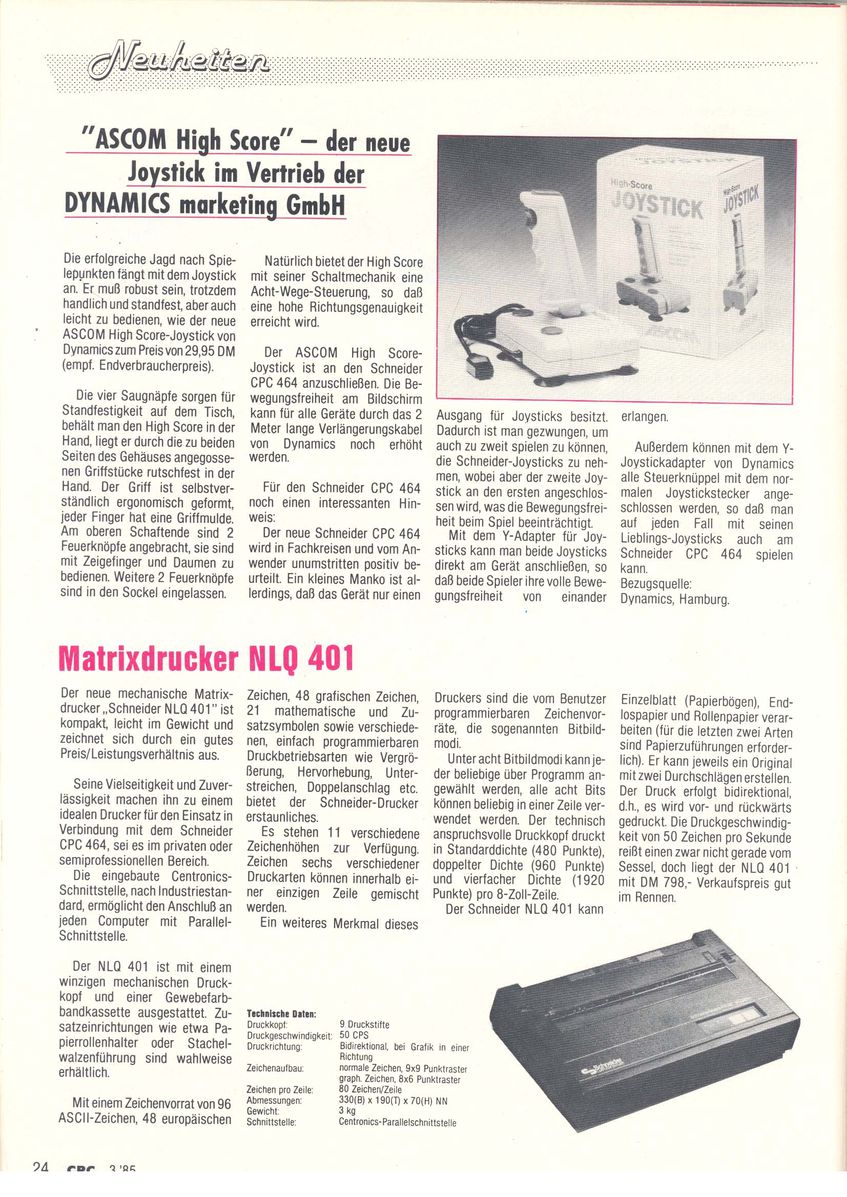 Neuheiten
"ASCOM High Score" – der neue
Joystick im Vertrieb der
DYNAMICS marketing GmbH
Die erfolgreiche Jagd nach Spie-
lepunkten fängt mit dem Joystick
an. Er muß robust sein, trotzdem
handlich und standfest, aber auch
leicht zu bedienen, wie der neue
ASCOM High Score-Joystick von
Dynamics zum Preis von 29,95 DM
(empf. Endverbraucherpreis).
Die vier Saugnäpfe sorgen für
Standfestigkeit auf dem Tisch,
behält man den High Score in der
Hand, liegt er durch die zu beiden
Seiten des Gehäuses angegosse-
nen Griffstücke rutschfest in der
Hand. Der Griff ist selbstver-
ständlich ergonomisch geformt,
jeder Finger hat eine Griffmulde.
Am oberen Schaftende sind 2
Feuerknöpfe angebracht, sie sind
mit Zeigefinger und Daumen zu
bedienen. Weitere 2 Feuerknöpfe
sind in den Sockel eingelassen.
Natürlich bietet der High Score
mit seiner Schaltmechanik eine
Acht-Wege-Steuerung, so daß
eine hohe Richtungsgenauigkeit
erreicht wird.
Der ASCOM High Score-
Joystick ist an den Schneider
CPC 464 anzuschließen. Die Be-
wegungsfreiheit am Bildschirm
kann für alle Geräte durch das 2
Meter lange Verlängerungskabel
von Dynamics noch erhöht
werden.
Für den Schneider CPC 464
noch einen interessanten Hin-
weis:
Der neue Schneider CPC 464
wird in Fachkreisen und vom An-
wender unumstritten positiv be-
urteilt. Ein kleines Manko ist al-
lerdings, daß das Gerät nur einen
High-Score
JOYSTICK
High-Score
JOYSTICK
JOYSTICK
ASCOM
Ausgang für Joysticks besitzt.
Dadurch ist man gezwungen, um
auch zu zweit spielen zu können,
die Schneider-Joysticks zu neh-
men, wobei aber der zweite Joy-
stick an den ersten angeschlos-
sen wird, was die Bewegungsfrei-
heit beim Spiel beeinträchtigt.
Mit dem Y-Adapter für Joy-
sticks kann man beide Joysticks
direkt am Gerät anschließen, so
daß beide Spieler ihre volle Bewe-
gungsfreiheit von einander
erlangen.
Außerdem können mit dem Y-
Joystickadapter von Dynamics
alle Steuerknüppel mit dem nor-
malen Joystickstecker ange-
schlossen werden, so daß man
auf jeden Fall mit seinen
Lieblings-Joysticks auch am
Schneider CPC 464 spielen
kann.
Bezugsquelle:
Dynamics, Hamburg.
Matrixdrucker NLQ 401
Der neue mechanische Matrix-
drucker „Schneider NLQ 401" ist
kompakt, leicht im Gewicht und
zeichnet sich durch ein gutes
Preis/Leistungsverhältnis aus.
Seine Vielseitigkeit und Zuver-
lässigkeit machen ihn zu einem
idealen Drucker für den Einsatz in
Verbindung mit dem Schneider
CPC 464, sei es im privaten oder
semiprofessionellen Bereich.
Die eingebaute Centronics-
Schnittstelle, nach Industriestan-
dard, ermöglicht den Anschluß an
jeden Computer mit Parallel-
Schnittstelle.
Der NLQ 401 ist mit einem
winzigen mechanischen Druck-
kopf und einer Gewebefarb-
bandkassette ausgestattet. Zu-
satzeinrichtungen wie etwa Pa-
pierrollenhalter oder Stachel-
walzenführung sind wahlweise
erhältlich.
Mit einem Zeichenvorrat von 96
ASCII-Zeichen, 48 europäischen
Zeichen, 48 grafischen Zeichen,
21 mathematische und Zu-
satzsymbolen sowie verschiede-
nen, einfach programmierbaren
Druckbetriebsarten wie Vergrö-
ßerung, Hervorhebung, Unter-
streichen, Doppelanschlag etc.
bietet der Schneider-Drucker
erstaunliches.
Es stehen 11 verschiedene
Zeichenhöhen zur Verfügung.
Zeichen sechs verschiedener
Druckarten können innerhalb ei-
ner einzigen Zeile gemischt
werden.
Ein weiteres Merkmal dieses
Druckers sind die vom Benutzer
programmierbaren Zeichenvor-
räte, die sogenannten Bitbild-
modi.
Unter acht Bitbildmodi kann je-
der beliebige über Programm an-
gewählt werden, alle acht Bits
können beliebig in einer Zeile ver-
wendet werden. Der technisch
anspruchsvolle Druckkopf druckt
in Standarddichte (480 Punkte),
doppelter Dichte (960 Punkte)
und vierfacher Dichte (1920
Punkte) pro 8-Zoll-Zeile.
Der Schneider NLQ 401 kann
Einzelblatt (Papierbögen), End-
lospapier und Rollenpapier verar-
beiten (für die letzten zwei Arten
sind Papierzuführungen erforder-
lich). Er kann jeweils ein Original
mit zwei Durchschlägen erstellen.
Der Druck erfolgt bidirektional,
d.h., es wird vor- und rückwärts
gedruckt. Die Druckgeschwindig-
keit von 50 Zeichen pro Sekunde
reißt einen zwar nicht gerade vom
Sessel, doch liegt der NLQ 401
mit DM 798,- Verkaufspreis gut
im Rennen.
Technische Daten:
Druckkopf: 9 Druckstifte
Druckgeschwindigkeit: 50 CPS
Druckrichtung: Bidirektional, bei Grafik in einer
Richtung
Zeichenaufbau: normale Zeichen, 9x9 Punktraster
graph. Zeichen, 8x6 Punktraster
Zeichen pro Zeile: 80 Zeichen/Zeile
Abmessungen: 330(B) x 190(T) x 70(H) NN
Gewicht: 3 kg
Schnittstelle: Centronics-Parallelschnittstelle
Schneider
24 CPC 3'85